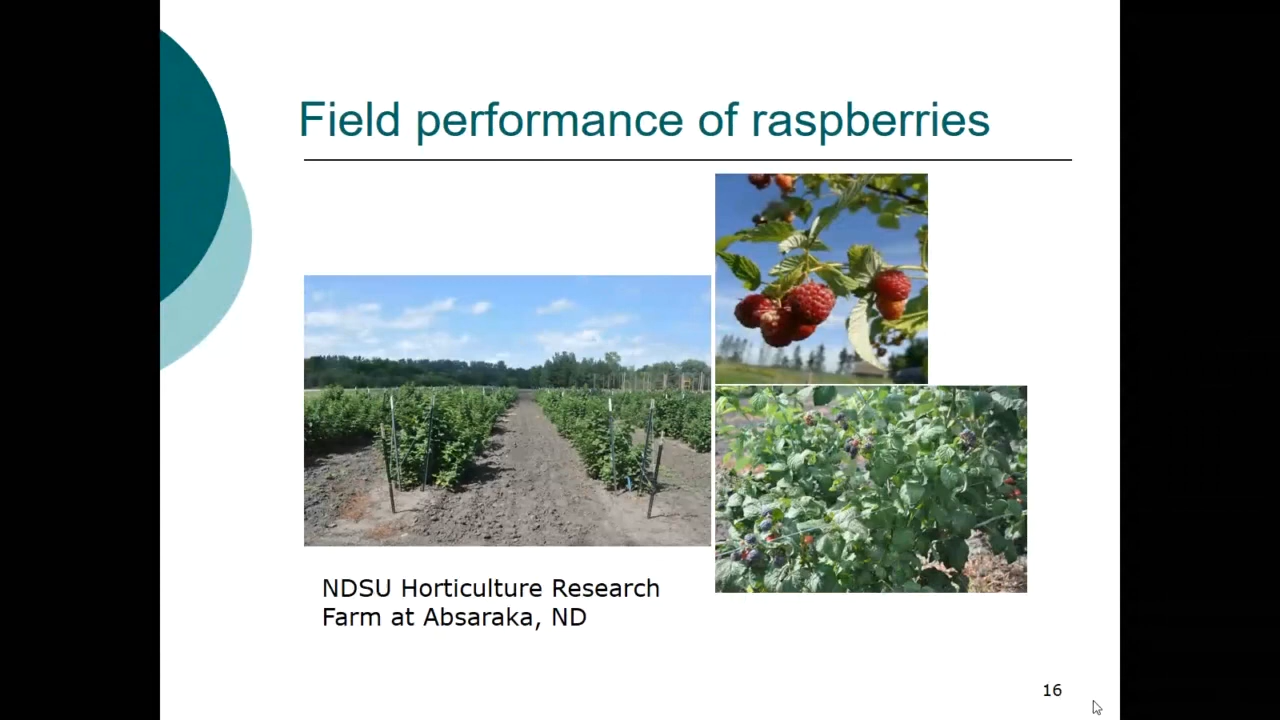 Field performance of raspberries
NDSU Horticulture Research
Farm at Absaraka, ND
16